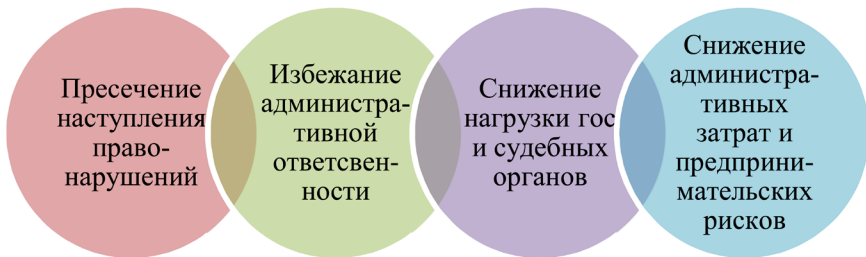 Пресечение
наступления
право-
нарушений
Избежание
администра-
тивной
ответсвен-
ности
Снижение
нагрузки гос
и судебных
органов
Снижение
администра-
тивных
затрат и
предприни-
мательских
рисков